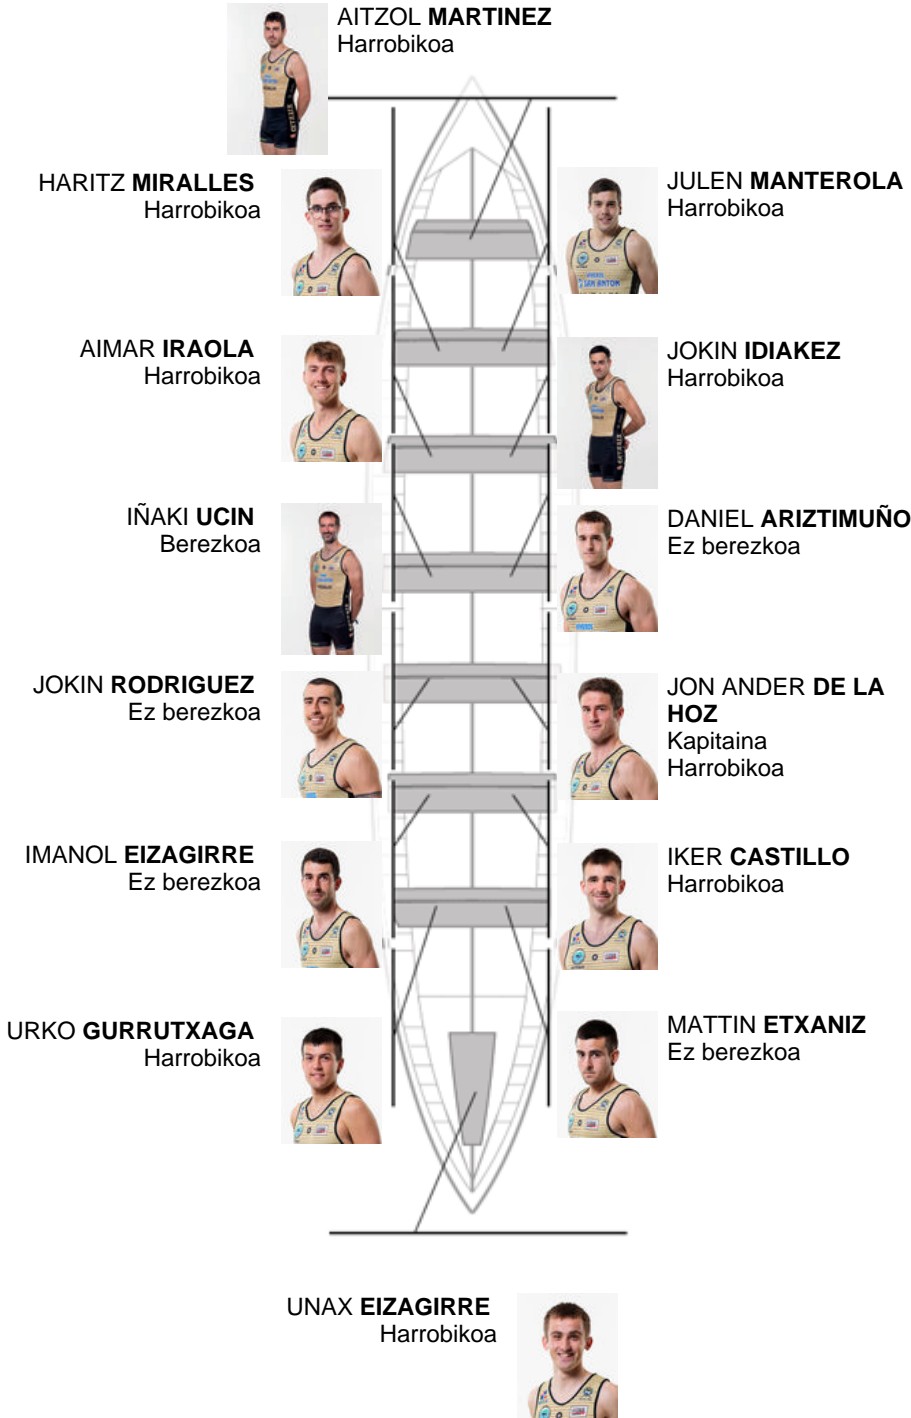 AITZOL MARTINEZ
Harrobikoa
HARITZ MIRALLES
Harrobikoa
JULEN MANTEROLA
Harrobikoa
AIMAR IRAOLA
Harrobikoa
JOKIN IDIAKEZ
Harrobikoa
IÑAKI UCIN
Berezkoa
DANIEL ARIZTIMUÑO
Ez berezkoa
JOKIN RODRIGUEZ
Ez berezkoa
JON ANDER DE LA
HOZ
Kapitaina
Harrobikoa
IMANOL EIZAGIRRE
Ez berezkoa
IKER CASTILLO
Harrobikoa
URKO GURRUTXAGA
Harrobikoa
MATTIN ETXANIZ
Ez berezkoa
UNAX EIZAGIRRE
Harrobikoa